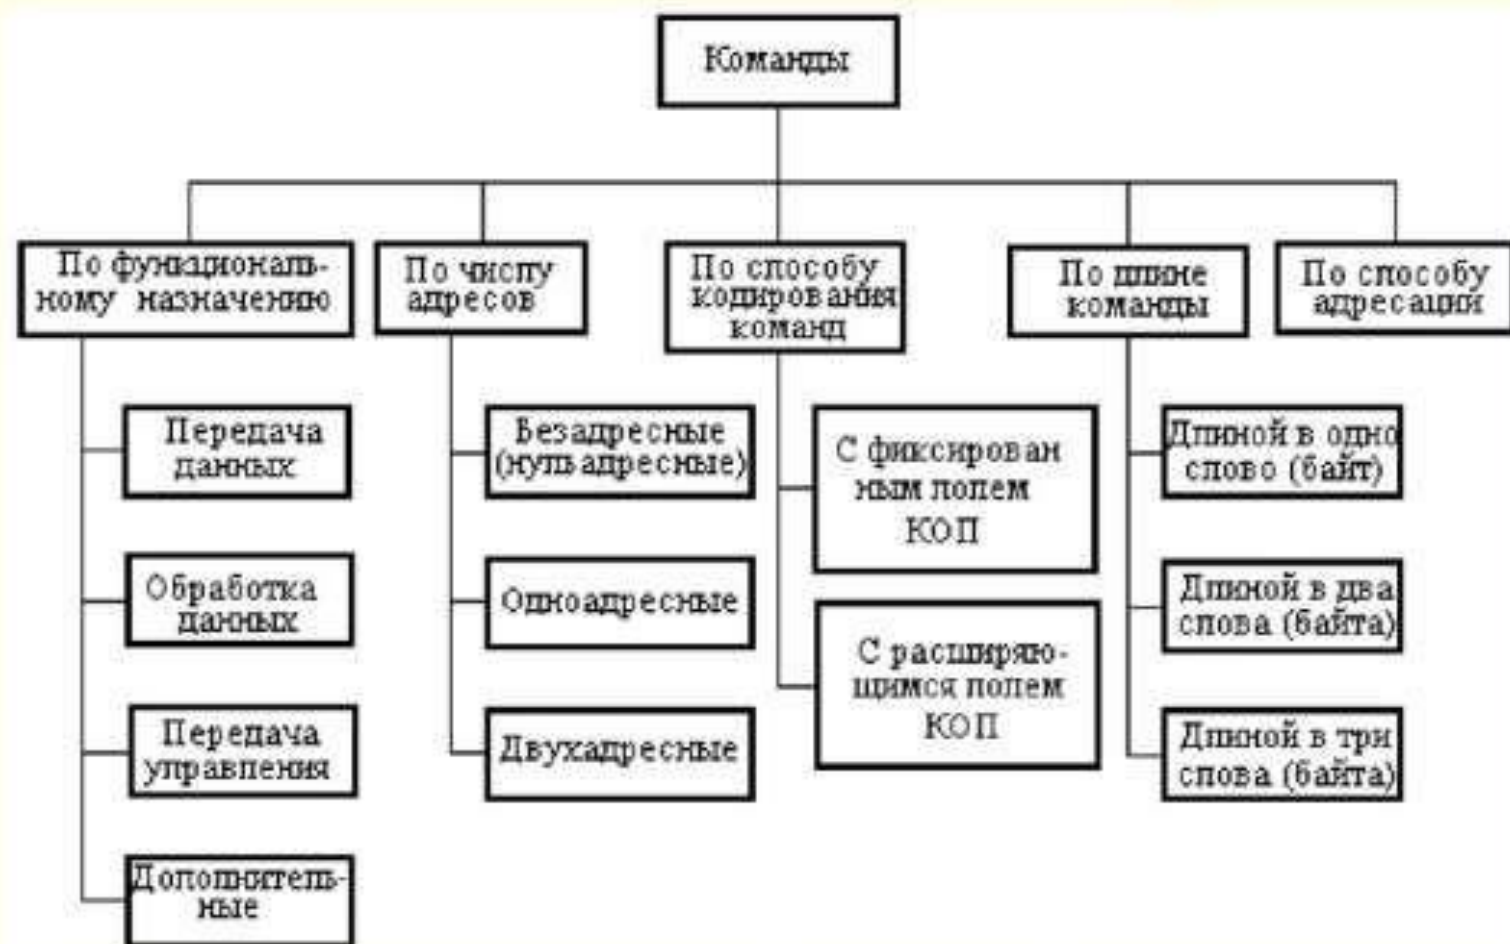 Команды
По функциональ-
ному назначению
По числу
адресов
По способу
кодирования
команд
По длине
команды
По способу
адресации
Передача
данных
Обработка
данных
Передача
управления
Дополнитель-
ные
Безадресные
(нульадресные)
Одноадресные
Двухадресные
С фиксирован
ным полем
КОП
С расширяю-
щимся полем
КОП
Длиной в одно
слово (байт)
Длиной в два
слова (байта)
Длиной в три
слова (байта)